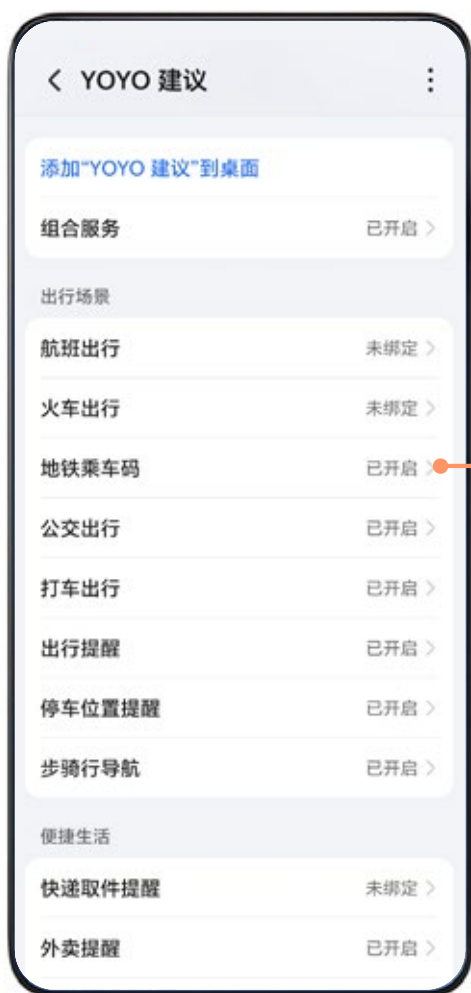 YOYO 建议
添加“YOYO 建议”到桌面
组合服务 已开启
出行场景
航班出行 未绑定
火车出行 未绑定
地铁乘车码 已开启
公交出行 已开启
打车出行 已开启
出行提醒 已开启
停车位置提醒 已开启
步骑行导航 已开启
便捷生活
快递取件提醒 未绑定
外卖提醒 已开启